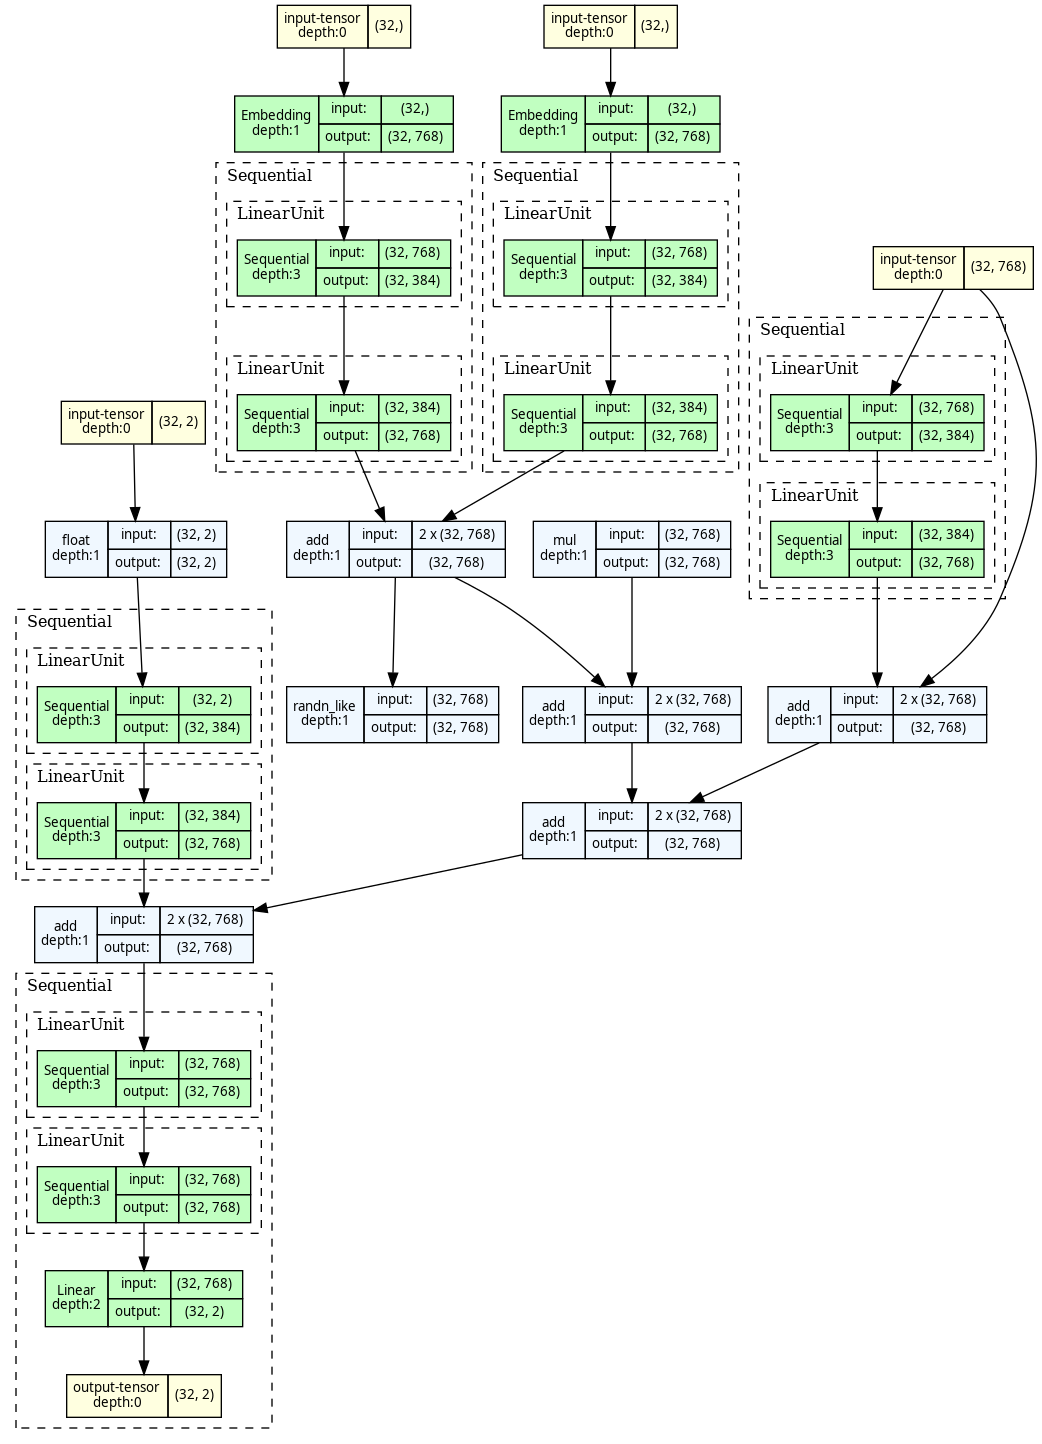 input-tensor
depth:0
(32,)
input-tensor
depth:0
(32,)
Embedding
depth:1
input:
(32,)
output:
(32, 768)
Embedding
depth:1
input:
(32,)
output:
(32, 768)
Sequential
LinearUnit
Sequential
depth:3
input:
(32, 768)
output:
(32, 384)
LinearUnit
Sequential
depth:3
input:
(32, 384)
output:
(32, 768)
Sequential
LinearUnit
Sequential
depth:3
input:
(32, 768)
output:
(32, 384)
LinearUnit
Sequential
depth:3
input:
(32, 384)
output:
(32, 768)
input-tensor
depth:0
(32, 768)
Sequential
LinearUnit
Sequential
depth:3
input:
(32, 768)
output:
(32, 384)
LinearUnit
Sequential
depth:3
input:
(32, 384)
output:
(32, 768)
input-tensor
depth:0
(32, 2)
float
depth:1
input:
(32, 2)
output:
(32, 2)
add
depth:1
input:
2 x (32, 768)
output:
(32, 768)
mul
depth:1
input:
(32, 768)
output:
(32, 768)
Sequential
LinearUnit
Sequential
depth:3
input:
(32, 2)
output:
(32, 384)
LinearUnit
Sequential
depth:3
input:
(32, 384)
output:
(32, 768)
randn_like
depth:1
input:
(32, 768)
output:
(32, 768)
add
depth:1
input:
2 x (32, 768)
output:
(32, 768)
add
depth:1
input:
2 x (32, 768)
output:
(32, 768)
add
depth:1
input:
2 x (32, 768)
output:
(32, 768)
add
depth:1
input:
2 x (32, 768)
output:
(32, 768)
Sequential
LinearUnit
Sequential
depth:3
input:
(32, 768)
output:
(32, 768)
LinearUnit
Sequential
depth:3
input:
(32, 768)
output:
(32, 768)
Linear
depth:2
input:
(32, 768)
output:
(32, 2)
output-tensor
depth:0
(32, 2)